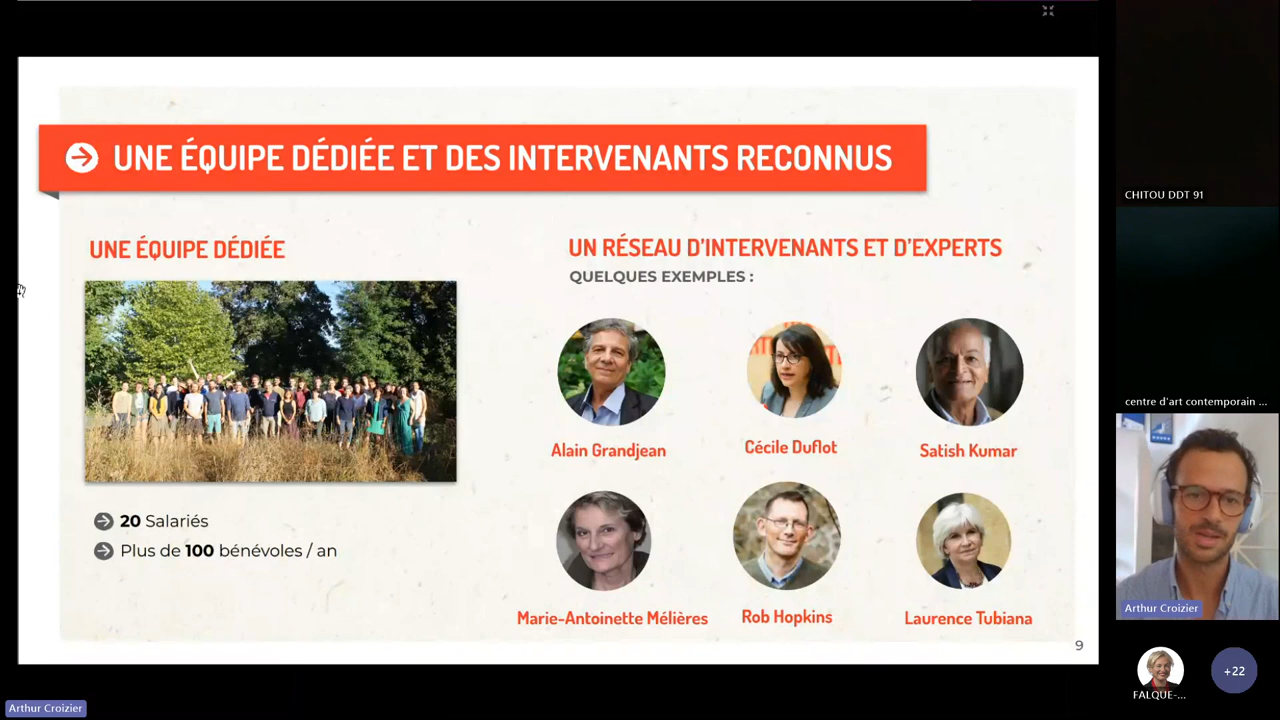 UNE ÉQUIPE DÉDIÉE ET DES INTERVENANTS RECONNUS
UNE ÉQUIPE DÉDIÉE
20 Salariés
Plus de 100 bénévoles / an
UN RÉSEAU D'INTERVENANTS ET D'EXPERTS
QUELQUES EXEMPLES :
Alain Grandjean
Cécile Duflot
Satish Kumar
Marie-Antoinette Mélières
Rob Hopkins
Laurence Tubiana
9
CHITOU DDT 91
centre d'art contemporain ...
Arthur Croizier
FALQUE-...
+22
Arthur Croizier